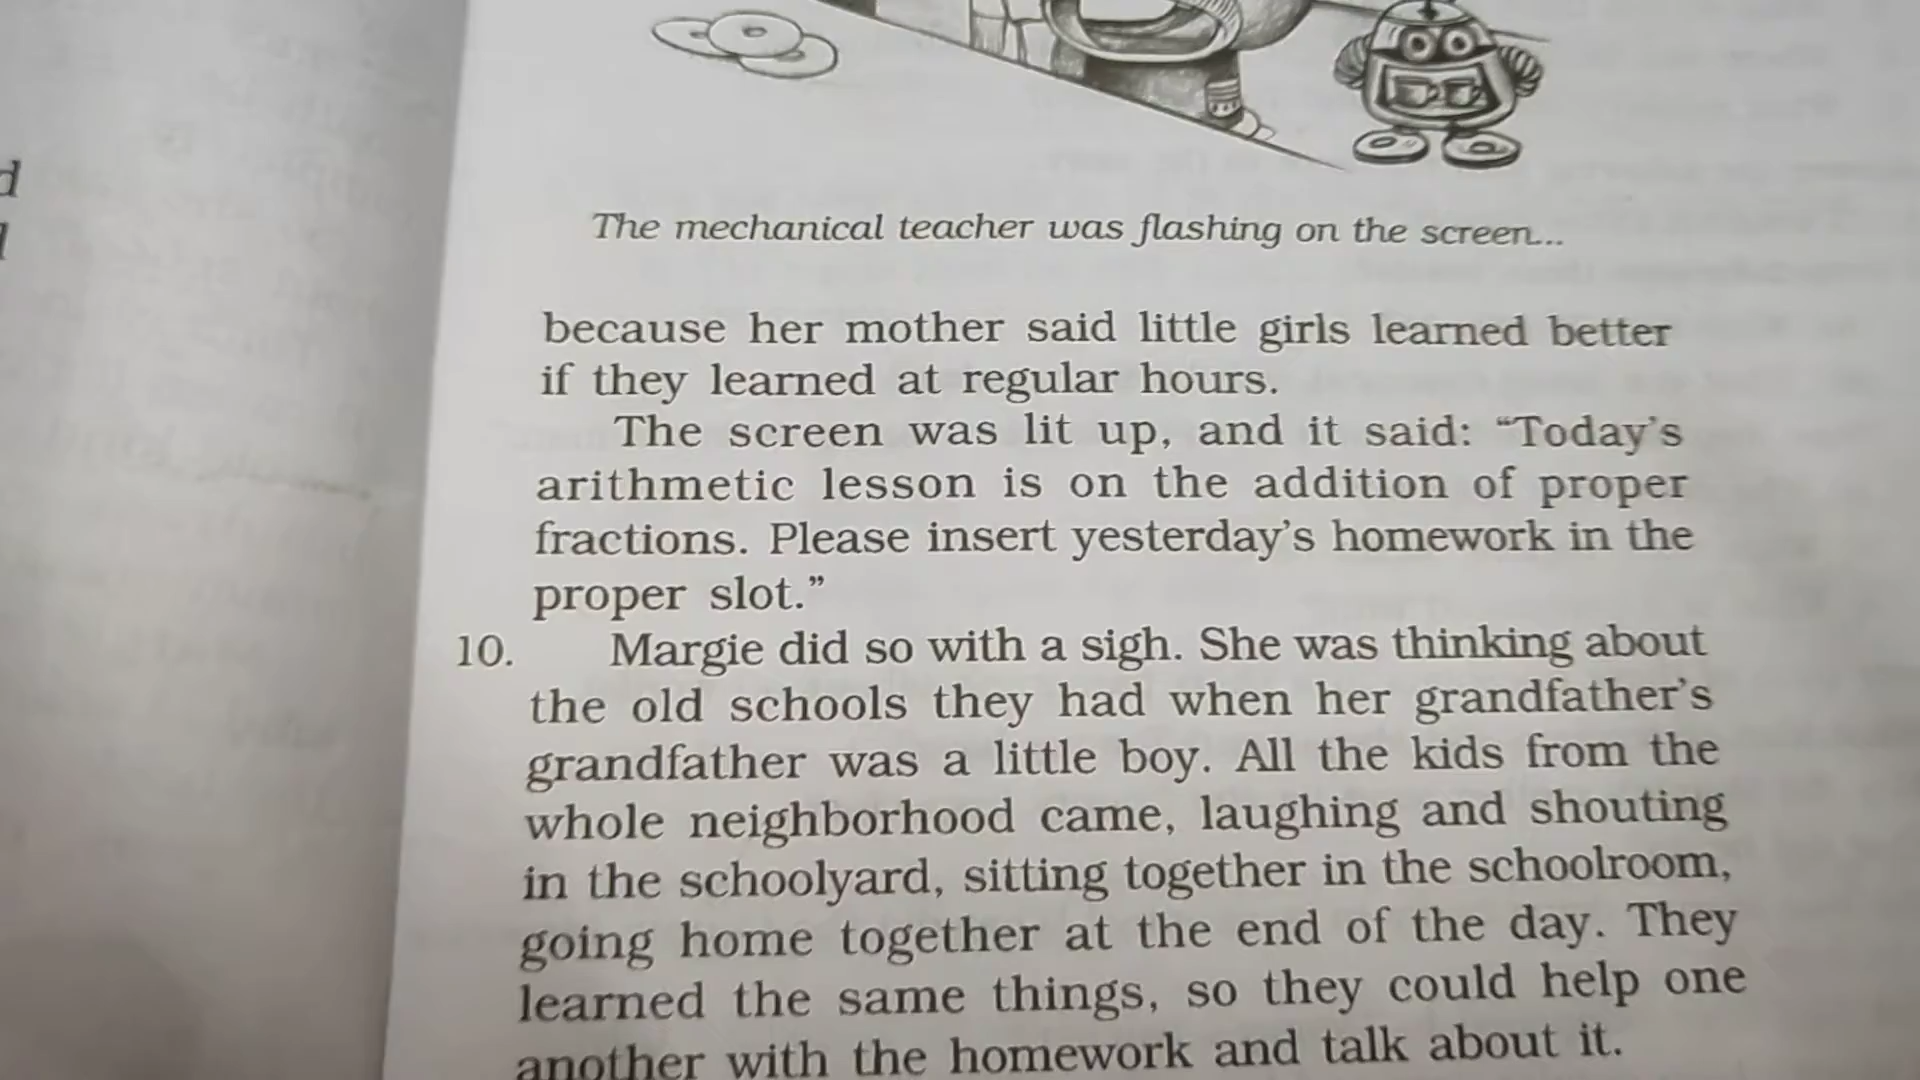 d
The mechanical teacher was flashing on the screen...
because her mother said little girls learned better
if they learned at regular hours.
The screen was lit up, and it said: “Today’s
arithmetic lesson is on the addition of proper
fractions. Please insert yesterday’s homework in the
proper slot.”
10. Margie did so with a sigh. She was thinking about
the old schools they had when her grandfather’s
grandfather was a little boy. All the kids from the
whole neighborhood came, laughing and shouting
in the schoolyard, sitting together in the schoolroom,
going home together at the end of the day. They
learned the same things, so they could help one
another with the homework and talk about it.